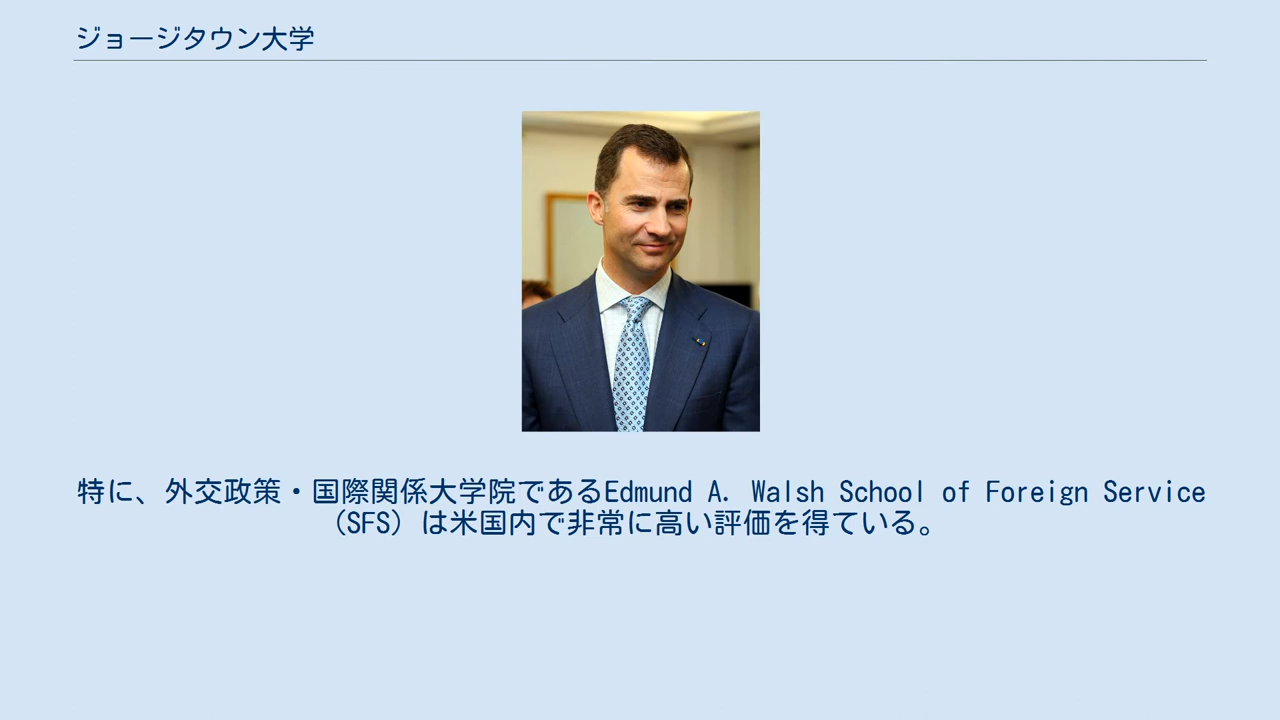 ジョージタウン大学
特に、外交政策・国際関係大学院であるEdmund A. Walsh School of Foreign Service
（SFS）は米国内で非常に高い評価を得ている。